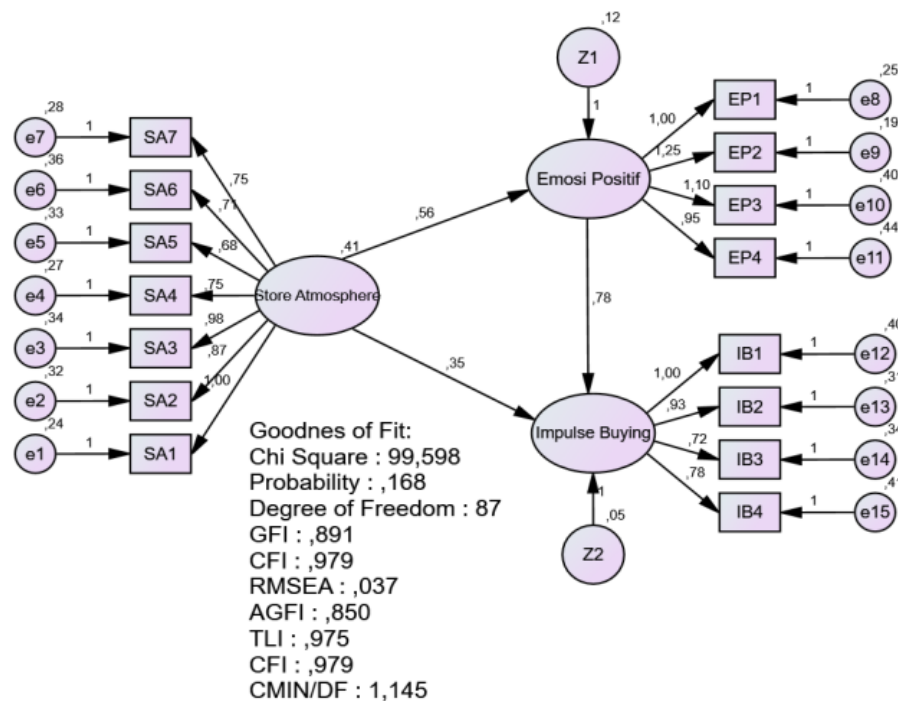 ,12
Z1
1
,28
e7
1
SA7
,75
,36
e6
1
SA6
,71
,33
e5
1
SA5
,68
,27
e4
1
SA4
,75
,34
e3
1
SA3
,98
,32
e2
1
SA2
,87
,24
e1
1
SA1
1,00
,41
Store Atmosphere
,56
,35
Emosi Positif
,78
1,00
EP1
1
e8
,25
1,25
EP2
1
e9
,19
1,10
EP3
1
e10
,40
,95
EP4
1
e11
,44
Impulse Buying
1,00
IB1
1
e12
,40
,93
IB2
1
e13
,72
IB3
1
e14
,34
,78
IB4
1
e15
1
,05
Z2
Goodnes of Fit:
Chi Square : 99,598
Probability : ,168
Degree of Freedom : 87
GFI : ,891
CFI : ,979
RMSEA : ,037
AGFI : ,850
TLI : ,975
CFI : ,979
CMIN/DF : 1,145